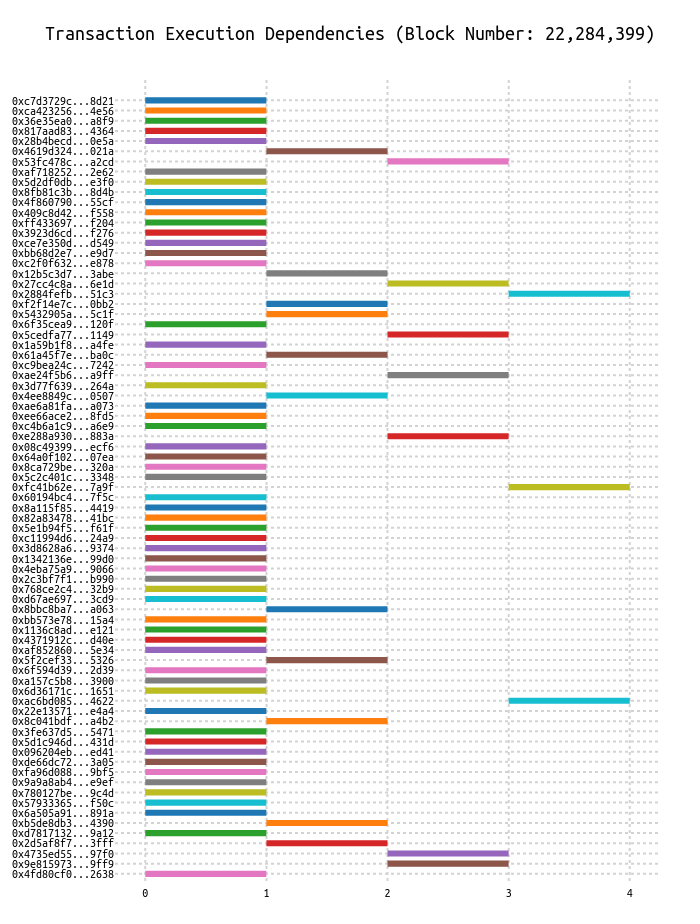 Transaction Execution Dependencies (Block Number: 22,284,399)
0xc7d3729c...8d21
0xca423256...4e56
0x36e35ea0...a8f9
0x817aad83...4364
0x28b4becd...0e5a
0x4619d324...021a
0x53fc478c...a2cd
0xaf718252...2e62
0x5d2df0db...e3f0
0x8fb81c3b...8d4b
0x4f860790...55cf
0x409c8d42...f558
0xff433697...f204
0x3923d6cd...f276
0xce7e350d...d549
0xbb68d2e7...e9d7
0xc2f0f632...e878
0x12b5c3d7...3abe
0x27cc4c8a...6e1d
0x2884fefb...51c3
0xf2f14e7c...0bb2
0x5432905a...5c1f
0x6f35cea9...120f
0x5cedfa77...1149
0x1a59b1f8...a4fe
0x61a45f7e...ba0c
0xc9bea24c...7242
0xae24f5b6...a9ff
0x3d77f639...264a
0x4ee8849c...0507
0xae6a81fa...a073
0xee66ace2...8fd5
0xc4b6a1c9...a6e9
0xe288a930...883a
0x08c49399...ecf6
0x64a0f102...07ea
0x8ca729be...320a
0x5c2c401c...3348
0xfc41b62e...7a9f
0x60194bc4...7f5c
0x8a115f85...4419
0x82a83478...41bc
0x5e1b94f5...f61f
0xc11994d6...24a9
0x3d8628a6...9374
0x1342136e...99d0
0x4eba75a9...9066
0x2c3bf7f1...b990
0x768ce2c4...32b9
0xd67ae697...3cd9
0x8bbc8ba7...a063
0xbb573e78...15a4
0x1136c8ad...e121
0x4371912c...d40e
0xaf852860...5e34
0x5f2cef33...5326
0x6f594d39...2d39
0xa157c5b8...3900
0x6d36171c...1651
0xac6bd085...4622
0x22e13571...e4a4
0x8c041bdf...a4b2
0x3fe637d5...5471
0x5d1c946d...431d
0x096204eb...ed41
0xde66dc72...3a05
0xfa96d088...9bf5
0x9a9a8ab4...e9ef
0x780127be...9c4d
0x57933365...f50c
0x6a505a91...891a
0xb5de8db3...4390
0xd7817132...9a12
0x2d5af8f7...3fff
0x4735ed55...97f0
0x9e815973...9ff9
0x4fd80cf0...2638
0 1 2 3 4